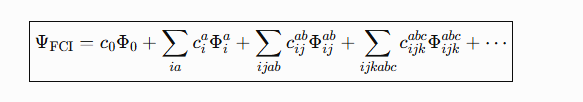 Ψ_FCI = c_0Φ_0 + ∑_{ia} c_i^a Φ_i^a + ∑_{ijab} c_{ij}^{ab} Φ_{ij}^{ab} + ∑_{ijkabc} c_{ijk}^{abc} Φ_{ijk}^{abc} + ⋯